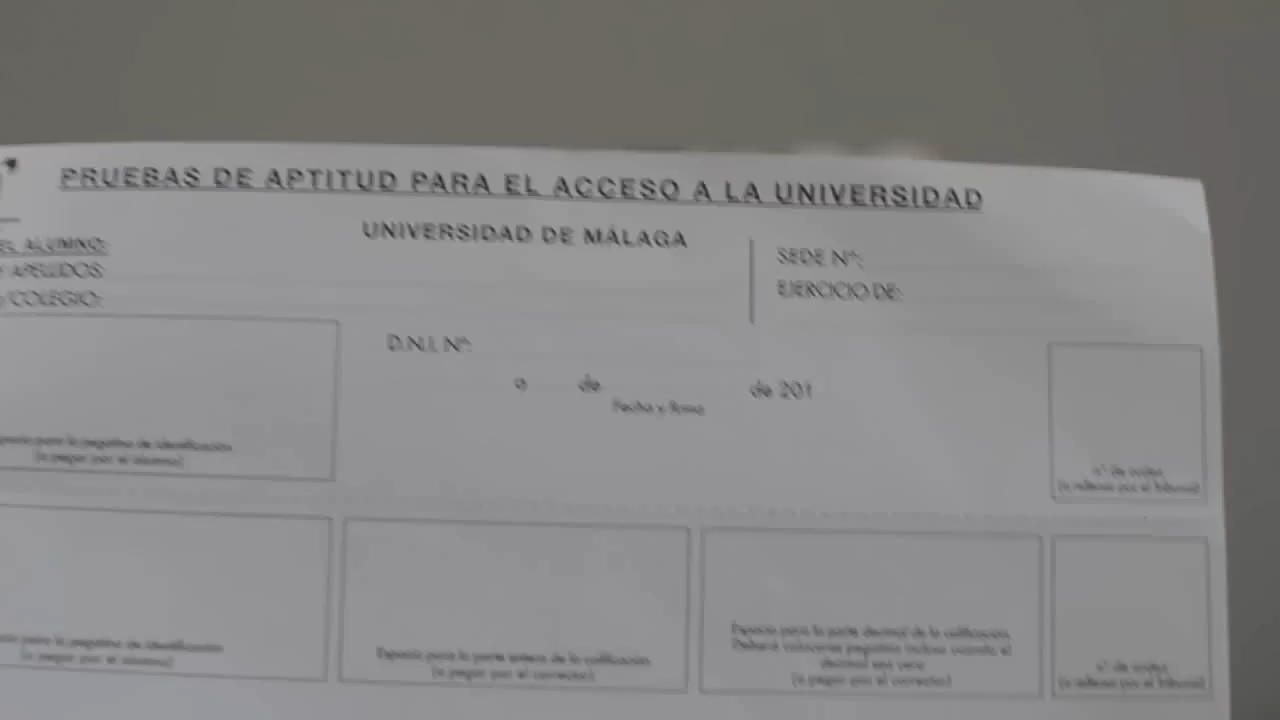 PRUEBAS DE APTITUD PARA EL ACCESO A LA UNIVERSIDAD
UNIVERSIDAD DE MÁLAGA
EL ALUMNO:
APELLIDOS:
/COLEGIO:
SEDE Nº:
EJERCICIO DE:
D.N.I. Nº:
a de de 201
Fecha y firma
para la pegatina de identificación
(a pegar por el alumno)
nº de orden
(a rellenar por el tribunal)
para la pegatina de identificación
(a pegar por el alumno)
Espacio para la parte entera de la calificación
(a pegar por el corrector)
Espacio para la parte decimal de la calificación.
Deberá colocarse pegatina incluso cuando el
decimal sea cero
(a pegar por el corrector)
nº de orden
(a rellenar por el tribunal)